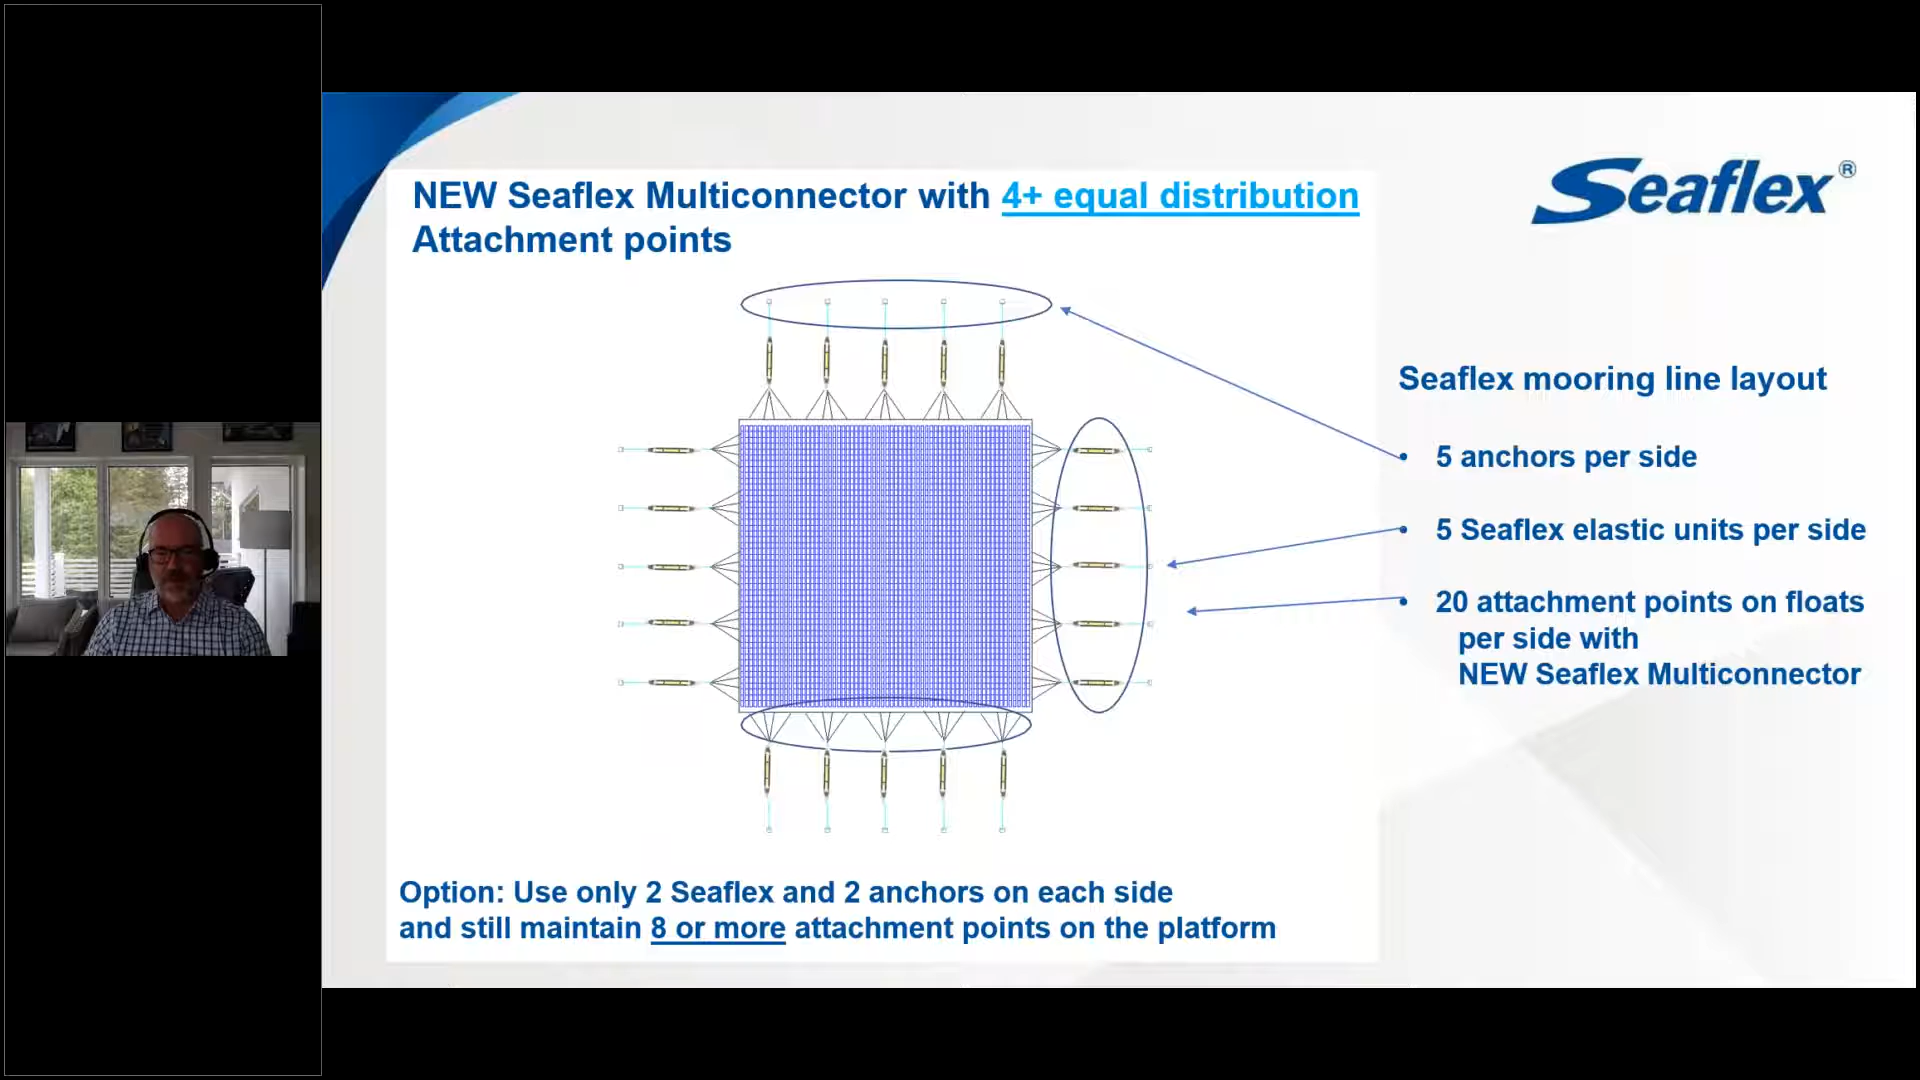 NEW Seaflex Multiconnector with 4+ equal distribution
Attachment points
Seaflex®
Seaflex mooring line layout
• 5 anchors per side
• 5 Seaflex elastic units per side
• 20 attachment points on floats
per side with
NEW Seaflex Multiconnector
Option: Use only 2 Seaflex and 2 anchors on each side
and still maintain 8 or more attachment points on the platform